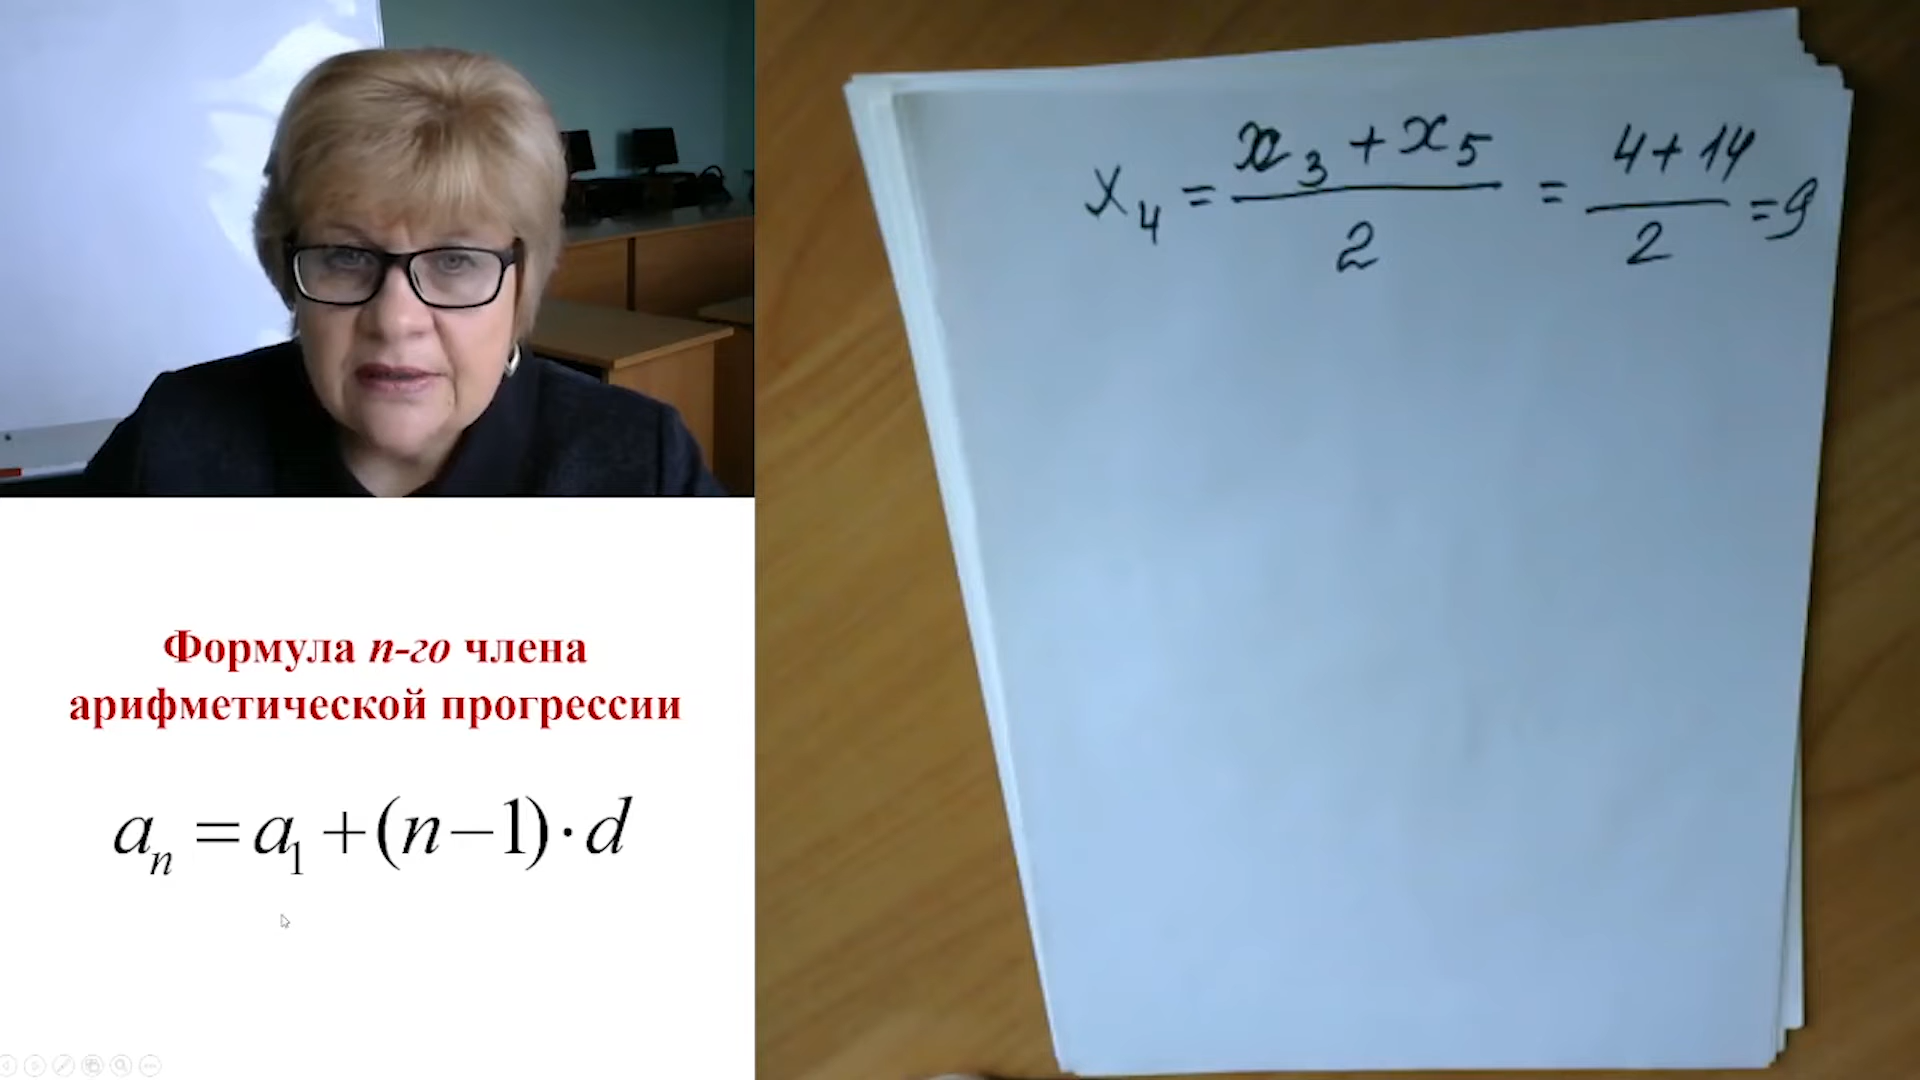 Формула n-го члена
арифметической прогрессии
aₙ = a₁ + (n−1)·d
x₄ = (x₃ + x₅)/2 = (4 + 14)/2 = 9